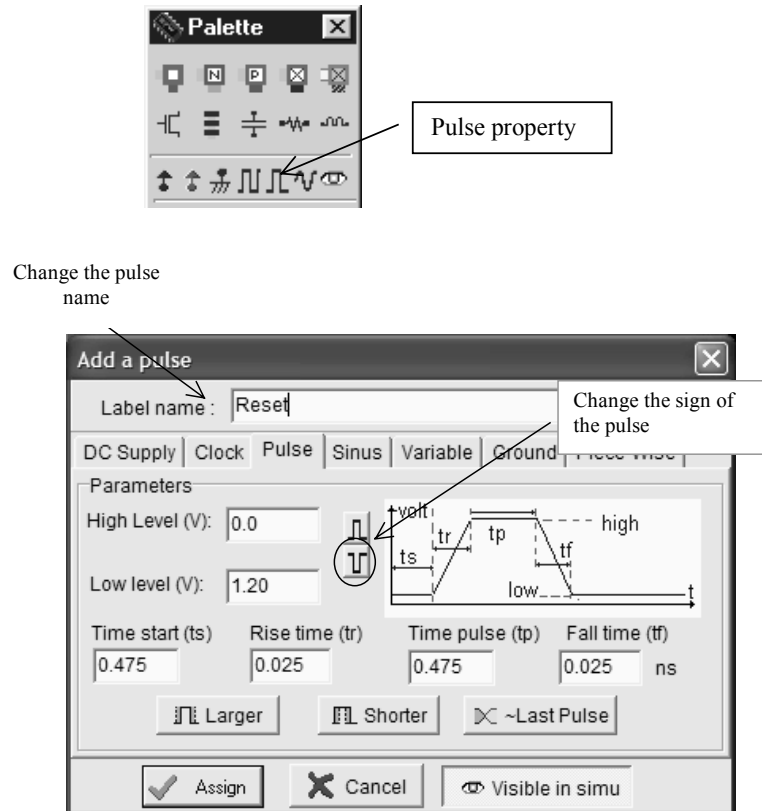 Palette
N P
Pulse property
Change the pulse
name
Add a pulse
Label name : Reset
Change the sign of
the pulse
DC Supply Clock Pulse Sinus Variable Ground Piece Wise
Parameters
High Level (V): 0.0
Low level (V): 1.20
volt
tr tp high
ts tf
low
t
Time start (ts) Rise time (tr) Time pulse (tp) Fall time (tf)
0.475 0.025 0.475 0.025 ns
Larger Shorter ~Last Pulse
Assign Cancel Visible in simu